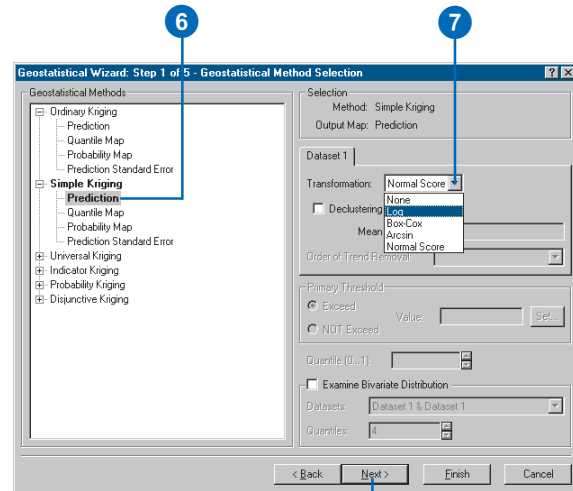 6
7
Geostatistical Wizard: Step 1 of 5 - Geostatistical Method Selection
Geostatistical Methods
Ordinary Kriging
Prediction
Quantile Map
Probability Map
Prediction Standard Error
Simple Kriging
Prediction
Quantile Map
Probability Map
Prediction Standard Error
Universal Kriging
Indicator Kriging
Probability Kriging
Disjunctive Kriging
Selection
Method: Simple Kriging
Output Map: Prediction
Dataset 1
Transformation: Normal Score
None
Log
Box-Cox
Arcsin
Normal Score
Declustering
Mean
Order of Trend Removal:
Primary Threshold
Exceed
NOT Exceed
Value:
Set...
Quantile (0...1):
Examine Bivariate Distribution
Datasets: Dataset 1 & Dataset 1
Quantiles: 4
< Back
Next >
Finish
Cancel